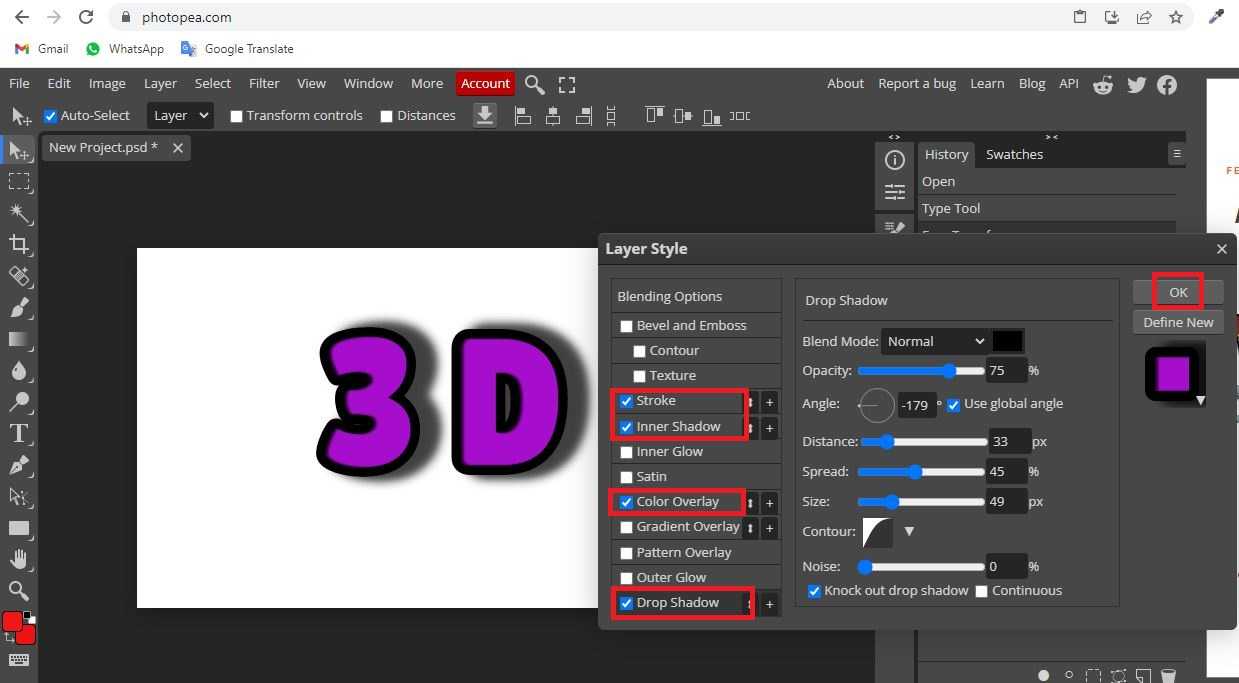 photopea.com
Gmail WhatsApp Google Translate
File Edit Image Layer Select Filter View Window More Account About Report a bug Learn Blog API
Auto-Select Layer Transform controls Distances
New Project.psd *
History Swatches
Open
Type Tool
Layer Style
Blending Options
Bevel and Emboss
Contour
Texture
Stroke
Inner Shadow
Inner Glow
Satin
Color Overlay
Gradient Overlay
Pattern Overlay
Outer Glow
Drop Shadow
Drop Shadow
Blend Mode: Normal
Opacity: 75 %
Angle: -179 ° Use global angle
Distance: 33 px
Spread: 45 %
Size: 49 px
Contour:
Noise: 0 %
Knock out drop shadow Continuous
OK
Define New
3D